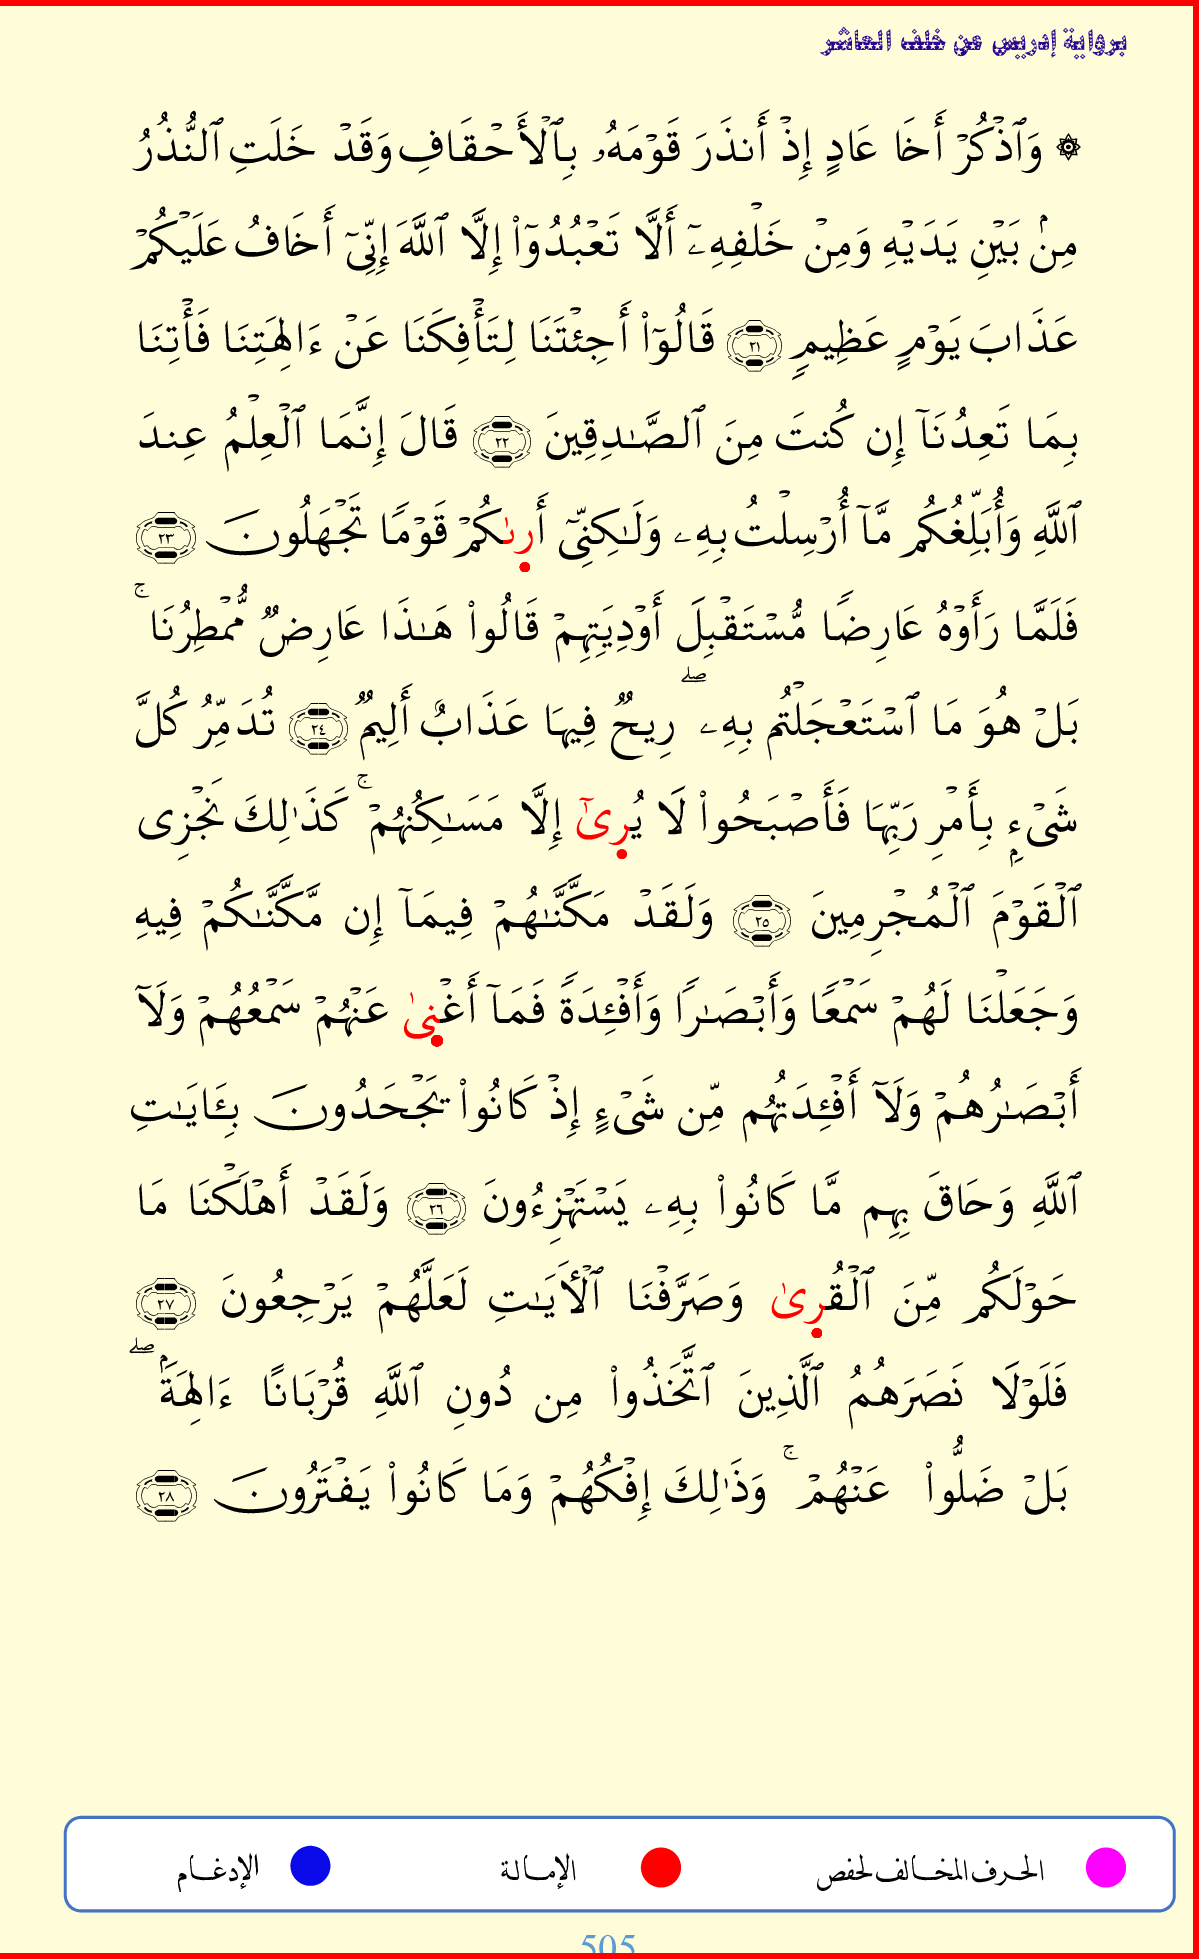 برواية إدريس عن خلف العاشر
۞ وَٱذۡكُرۡ أَخَا عَادٍ إِذۡ أَنذَرَ قَوۡمَهُۥ بِٱلۡأَحۡقَافِ وَقَدۡ خَلَتِ ٱلنُّذُرُ
مِنۢ بَيۡنِ يَدَيۡهِ وَمِنۡ خَلۡفِهِۦٓ أَلَّا تَعۡبُدُوٓاْ إِلَّا ٱللَّهَ إِنِّيٓ أَخَافُ عَلَيۡكُمۡ
عَذَابَ يَوۡمٍ عَظِيمٖ ٢١ قَالُوٓاْ أَجِئۡتَنَا لِتَأۡفِكَنَا عَنۡ ءَالِهَتِنَا فَأۡتِنَا
بِمَا تَعِدُنَآ إِن كُنتَ مِنَ ٱلصَّـٰدِقِينَ ٢٢ قَالَ إِنَّمَا ٱلۡعِلۡمُ عِندَ
ٱللَّهِ وَأُبَلِّغُكُم مَّآ أُرۡسِلۡتُ بِهِۦ وَلَـٰكِنِّيٓ أَرِىٰكُمۡ قَوۡمٗا تَجۡهَلُونَ ٢٣
فَلَمَّا رَأَوۡهُ عَارِضٗا مُّسۡتَقۡبِلَ أَوۡدِيَتِهِمۡ قَالُواْ هَـٰذَا عَارِضٞ مُّمۡطِرُنَاۚ
بَلۡ هُوَ مَا ٱسۡتَعۡجَلۡتُم بِهِۦۖ رِيحٞ فِيهَا عَذَابٌ أَلِيمٞ ٢٤ تُدَمِّرُ كُلَّ
شَيۡءِۭ بِأَمۡرِ رَبِّهَا فَأَصۡبَحُواْ لَا يُرِىٰٓ إِلَّا مَسَـٰكِنُهُمۡۚ كَذَٰلِكَ نَجۡزِي
ٱلۡقَوۡمَ ٱلۡمُجۡرِمِينَ ٢٥ وَلَقَدۡ مَكَّنَّـٰهُمۡ فِيمَآ إِن مَّكَّنَّـٰكُمۡ فِيهِ
وَجَعَلۡنَا لَهُمۡ سَمۡعٗا وَأَبۡصَـٰرٗا وَأَفۡـِٔدَةٗ فَمَآ أَغۡنِىٰ عَنۡهُمۡ سَمۡعُهُمۡ وَلَآ
أَبۡصَـٰرُهُمۡ وَلَآ أَفۡـِٔدَتُهُم مِّن شَيۡءٍ إِذۡ كَانُواْ يَجۡحَدُونَ بِـَٔايَـٰتِ
ٱللَّهِ وَحَاقَ بِهِم مَّا كَانُواْ بِهِۦ يَسۡتَهۡزِءُونَ ٢٦ وَلَقَدۡ أَهۡلَكۡنَا مَا
حَوۡلَكُم مِّنَ ٱلۡقُرِىٰ وَصَرَّفۡنَا ٱلۡأٓيَـٰتِ لَعَلَّهُمۡ يَرۡجِعُونَ ٢٧
فَلَوۡلَا نَصَرَهُمُ ٱلَّذِينَ ٱتَّخَذُواْ مِن دُونِ ٱللَّهِ قُرۡبَانًا ءَالِهَةَۢۖ
بَلۡ ضَلُّواْ عَنۡهُمۡۚ وَذَٰلِكَ إِفۡكُهُمۡ وَمَا كَانُواْ يَفۡتَرُونَ ٢٨
الحرف المخالف لحفص الإمالة الإدغام
505